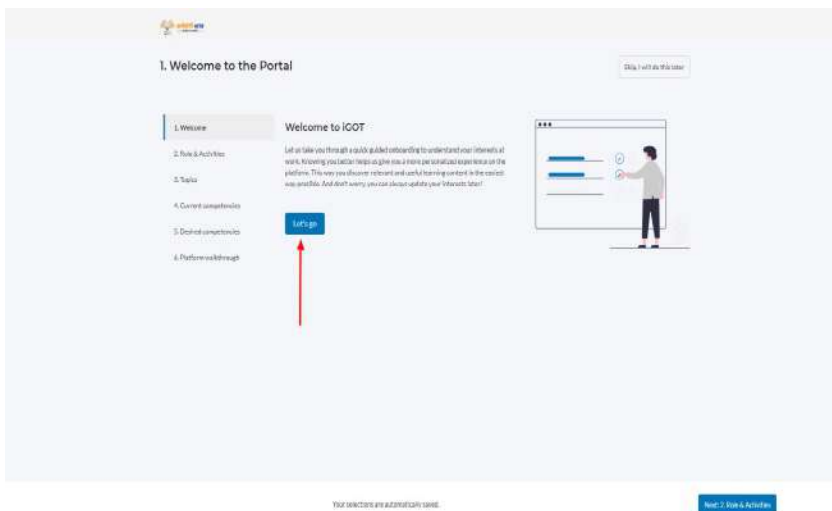 1. Welcome to the Portal
Skip, I will do this later
1. Welcome
2. Role & Activities
3. Topics
4. Current competencies
5. Desired competencies
6. Platform walkthrough
Welcome to iGOT
Let us take you through a quick guided onboarding to understand your interests at
work. Knowing you better helps us give you a more personalized experience on the
platform. This way you discover relevant and useful learning content in the easiest
way possible. And don't worry, you can always update your interests later!
Let's go
Your selections are automatically saved.
Next: 2. Role & Activities